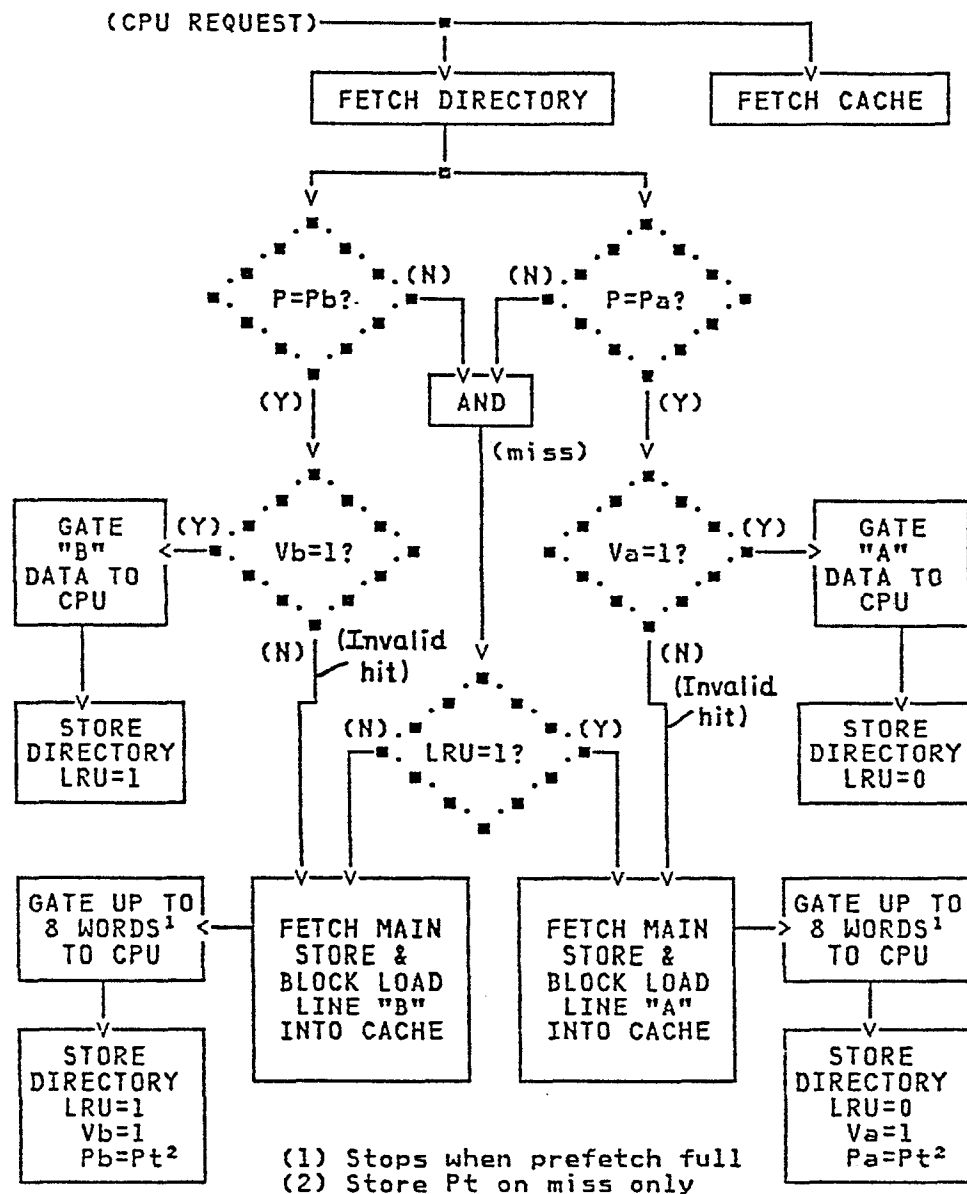 (CPU REQUEST)
FETCH DIRECTORY
FETCH CACHE
P=Pb?
(N)
(N)
P=Pa?
(Y)
AND
(Y)
(miss)
GATE
"B"
DATA TO
CPU
(Y)
Vb=1?
Va=1?
(Y)
GATE
"A"
DATA TO
CPU
(N)
(Invalid
hit)
(N)
(Invalid
hit)
STORE
DIRECTORY
LRU=1
(N)
LRU=1?
(Y)
STORE
DIRECTORY
LRU=0
GATE UP TO
8 WORDS¹
TO CPU
FETCH MAIN
STORE &
BLOCK LOAD
LINE "B"
INTO CACHE
FETCH MAIN
STORE &
BLOCK LOAD
LINE "A"
INTO CACHE
GATE UP TO
8 WORDS¹
TO CPU
STORE
DIRECTORY
LRU=1
Vb=1
Pb=Pt²
STORE
DIRECTORY
LRU=0
Va=1
Pa=Pt²
(1) Stops when prefetch full
(2) Store Pt on miss only